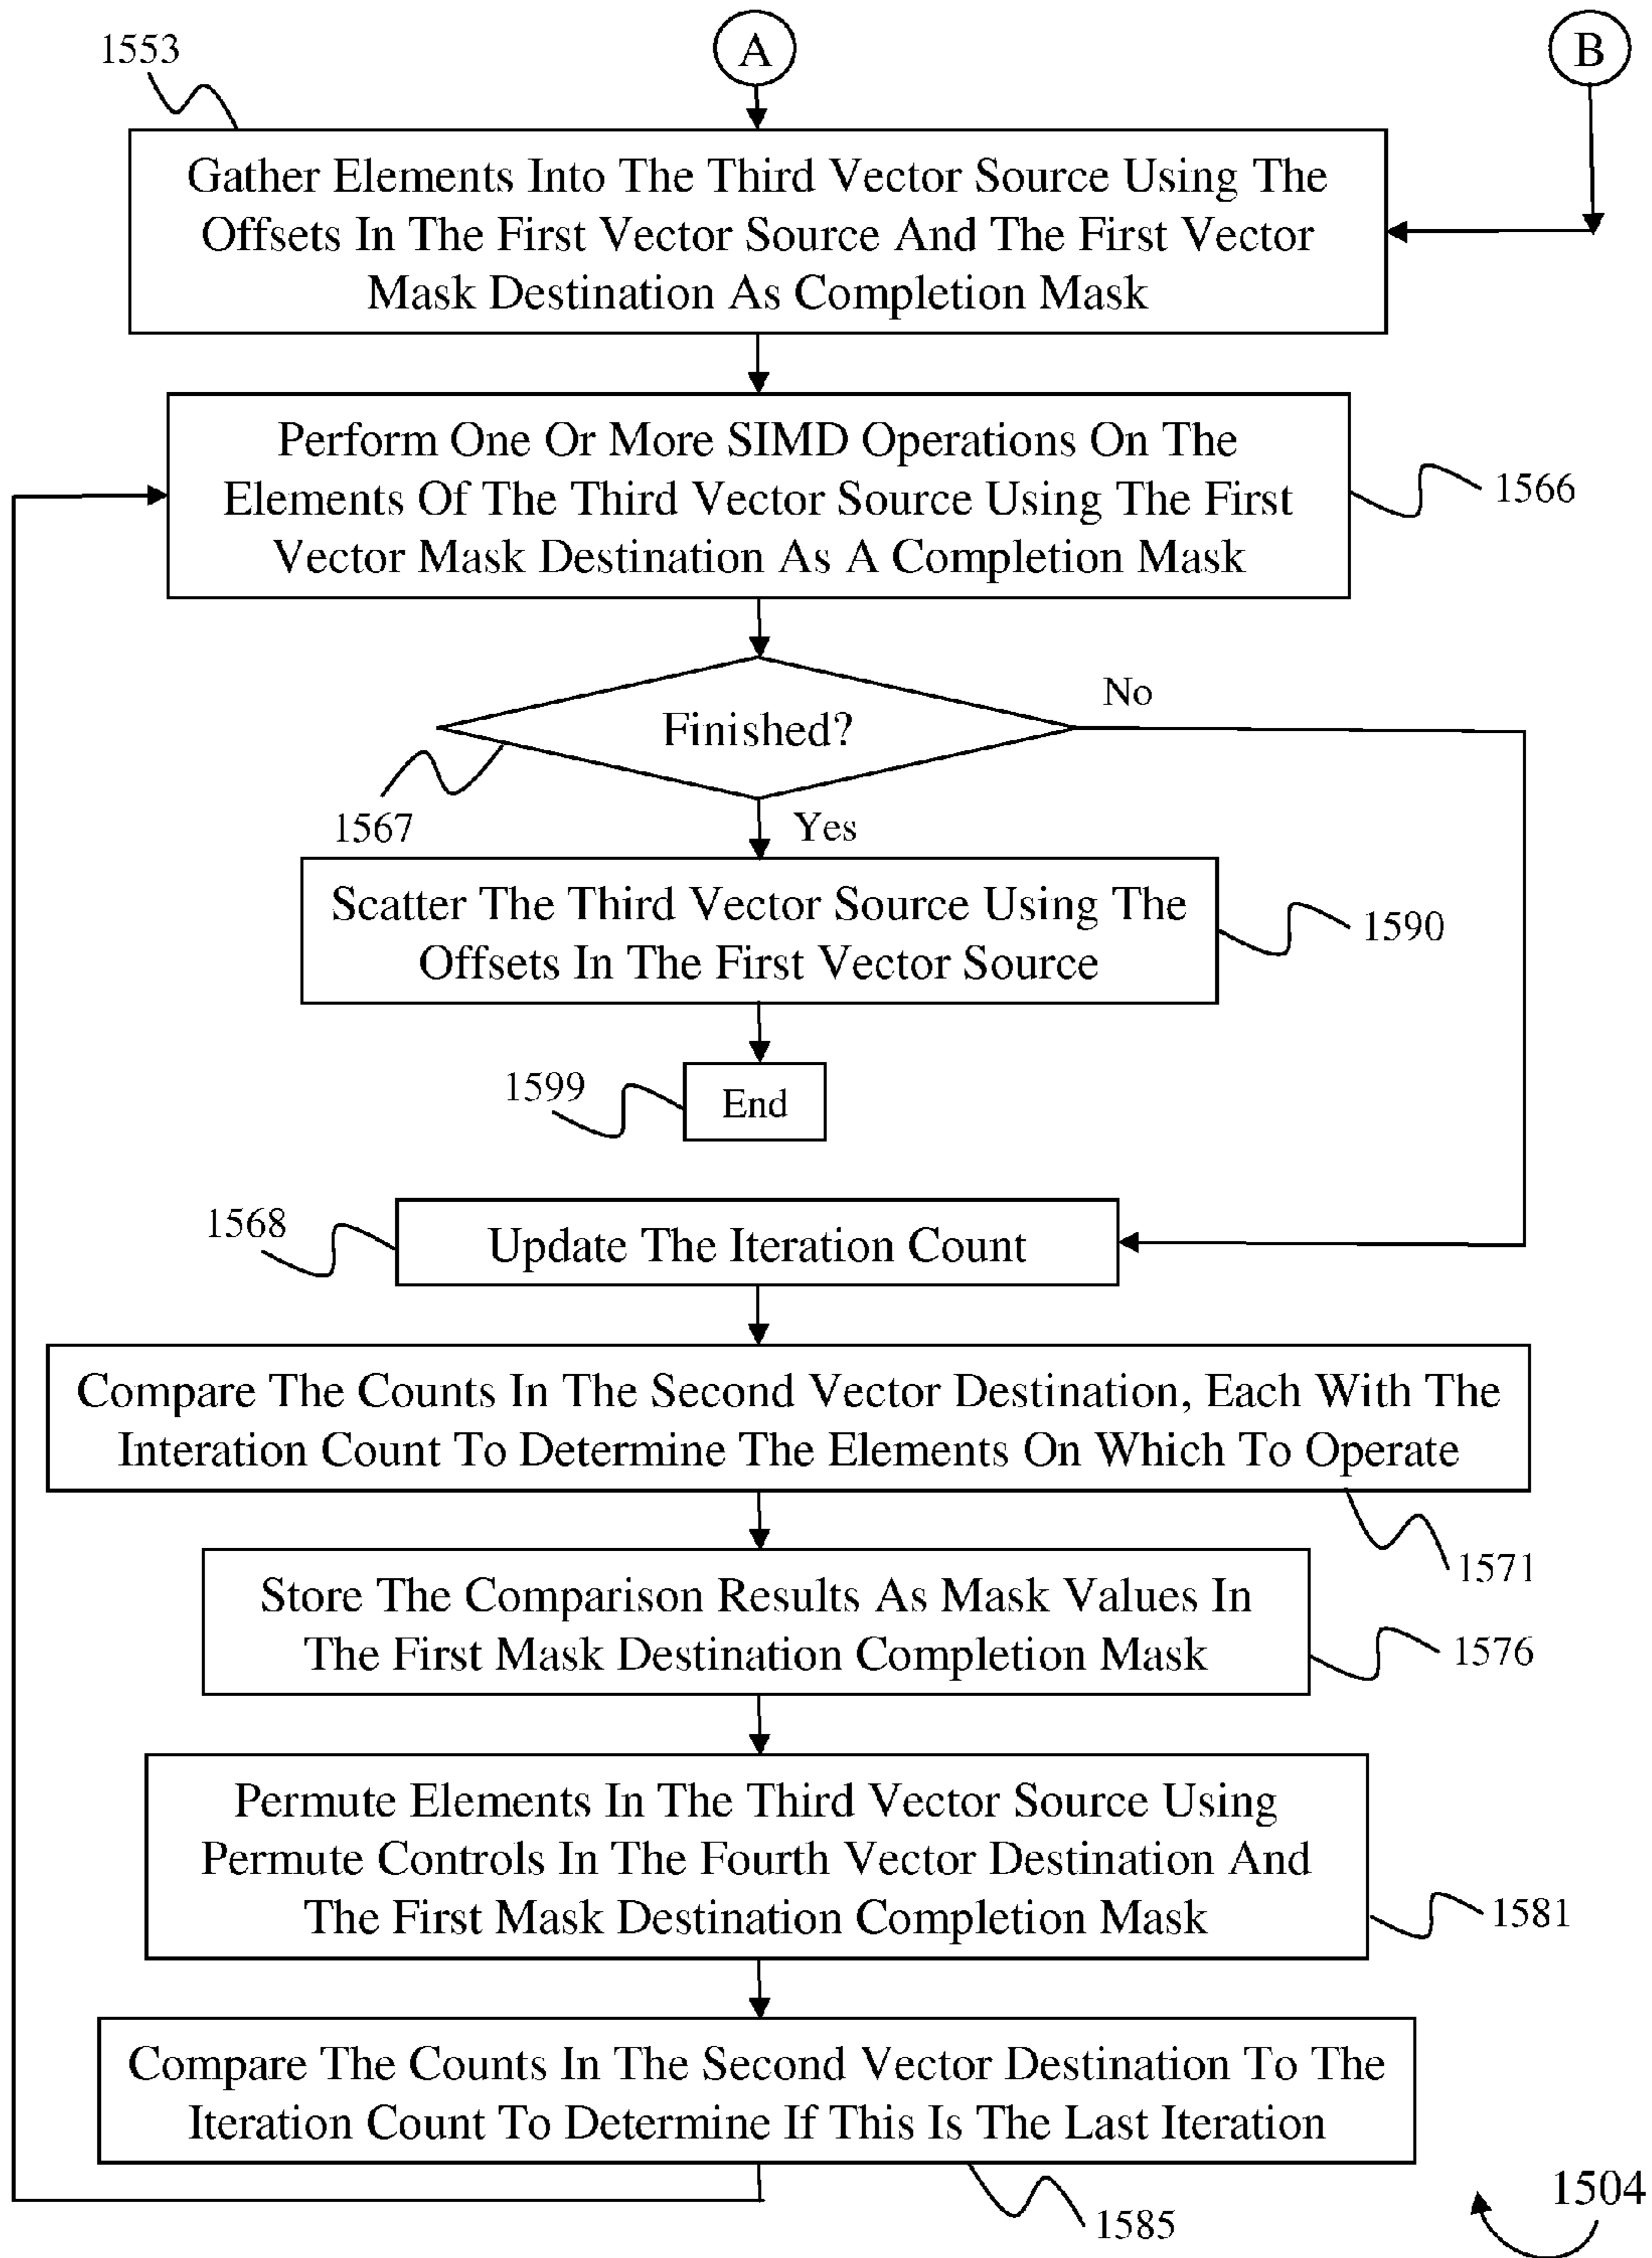 1553
A
B
Gather Elements Into The Third Vector Source Using The
Offsets In The First Vector Source And The First Vector
Mask Destination As Completion Mask
Perform One Or More SIMD Operations On The
Elements Of The Third Vector Source Using The First
Vector Mask Destination As A Completion Mask
1566
No
Finished?
1567
Yes
Scatter The Third Vector Source Using The
Offsets In The First Vector Source
1590
1599
End
1568
Update The Iteration Count
Compare The Counts In The Second Vector Destination, Each With The
Interation Count To Determine The Elements On Which To Operate
1571
Store The Comparison Results As Mask Values In
The First Mask Destination Completion Mask
1576
Permute Elements In The Third Vector Source Using
Permute Controls In The Fourth Vector Destination And
The First Mask Destination Completion Mask
1581
Compare The Counts In The Second Vector Destination To The
Iteration Count To Determine If This Is The Last Iteration
1585
1504